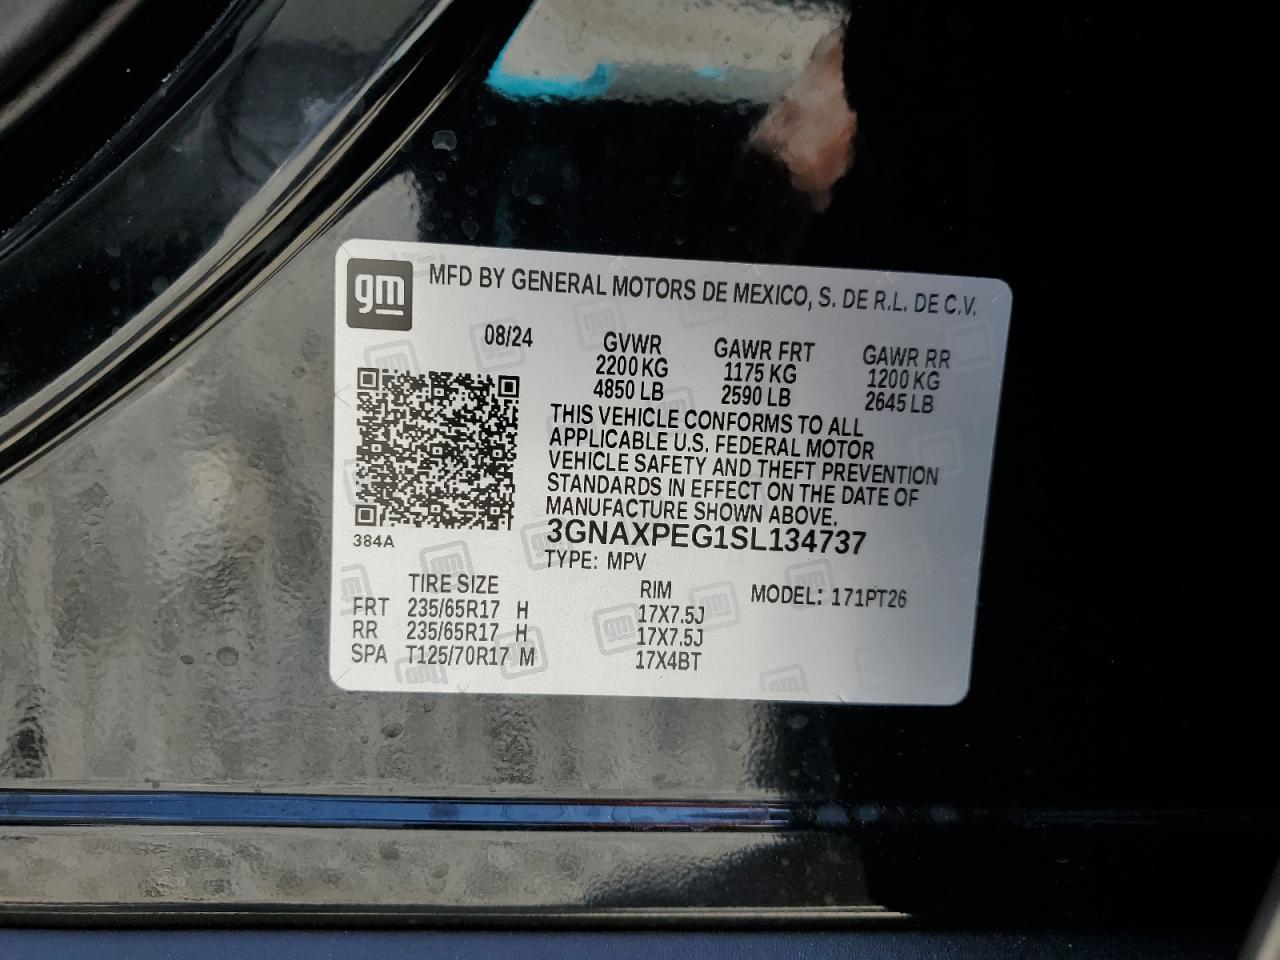 gm MFD BY GENERAL MOTORS DE MEXICO, S. DE R.L. DE C.V.
08/24 GVWR GAWR FRT GAWR RR
2200 KG 1175 KG 1200 KG
4850 LB 2590 LB 2645 LB
THIS VEHICLE CONFORMS TO ALL
APPLICABLE U.S. FEDERAL MOTOR
VEHICLE SAFETY AND THEFT PREVENTION
STANDARDS IN EFFECT ON THE DATE OF
MANUFACTURE SHOWN ABOVE.
384A 3GNAXPEG1SL134737
TYPE: MPV
TIRE SIZE RIM MODEL: 171PT26
FRT 235/65R17 H 17X7.5J
RR 235/65R17 H 17X7.5J
SPA T125/70R17 M 17X4BT